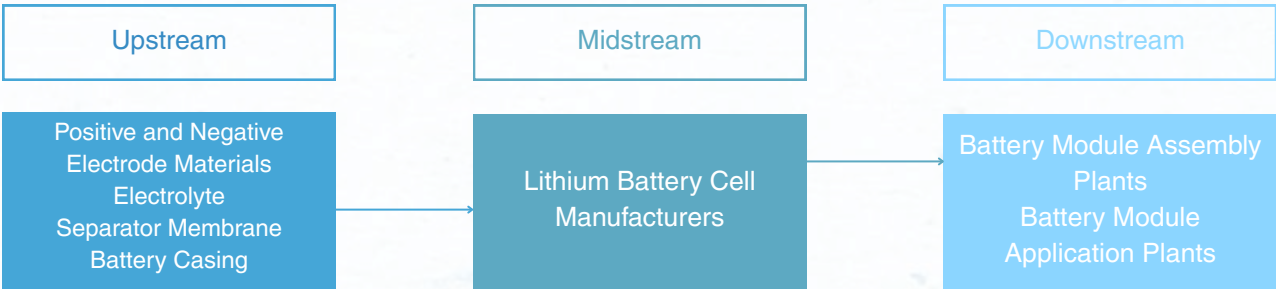 Upstream
Midstream
Downstream
Positive and Negative
Electrode Materials
Electrolyte
Separator Membrane
Battery Casing
Lithium Battery Cell
Manufacturers
Battery Module Assembly
Plants
Battery Module
Application Plants